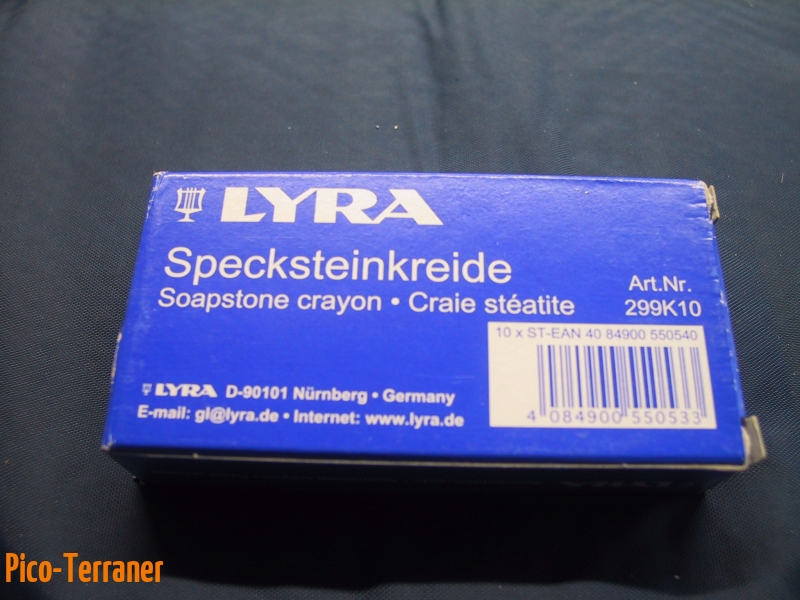 LYRA
Specksteinkreide
Soapstone crayon • Craie stéatite
Art.Nr.
299K10
10 x ST-EAN 40 84900 550540
4 084900 550533
LYRA D-90101 Nürnberg • Germany
E-mail: gl@lyra.de • Internet: www.lyra.de
Pico-Terraner